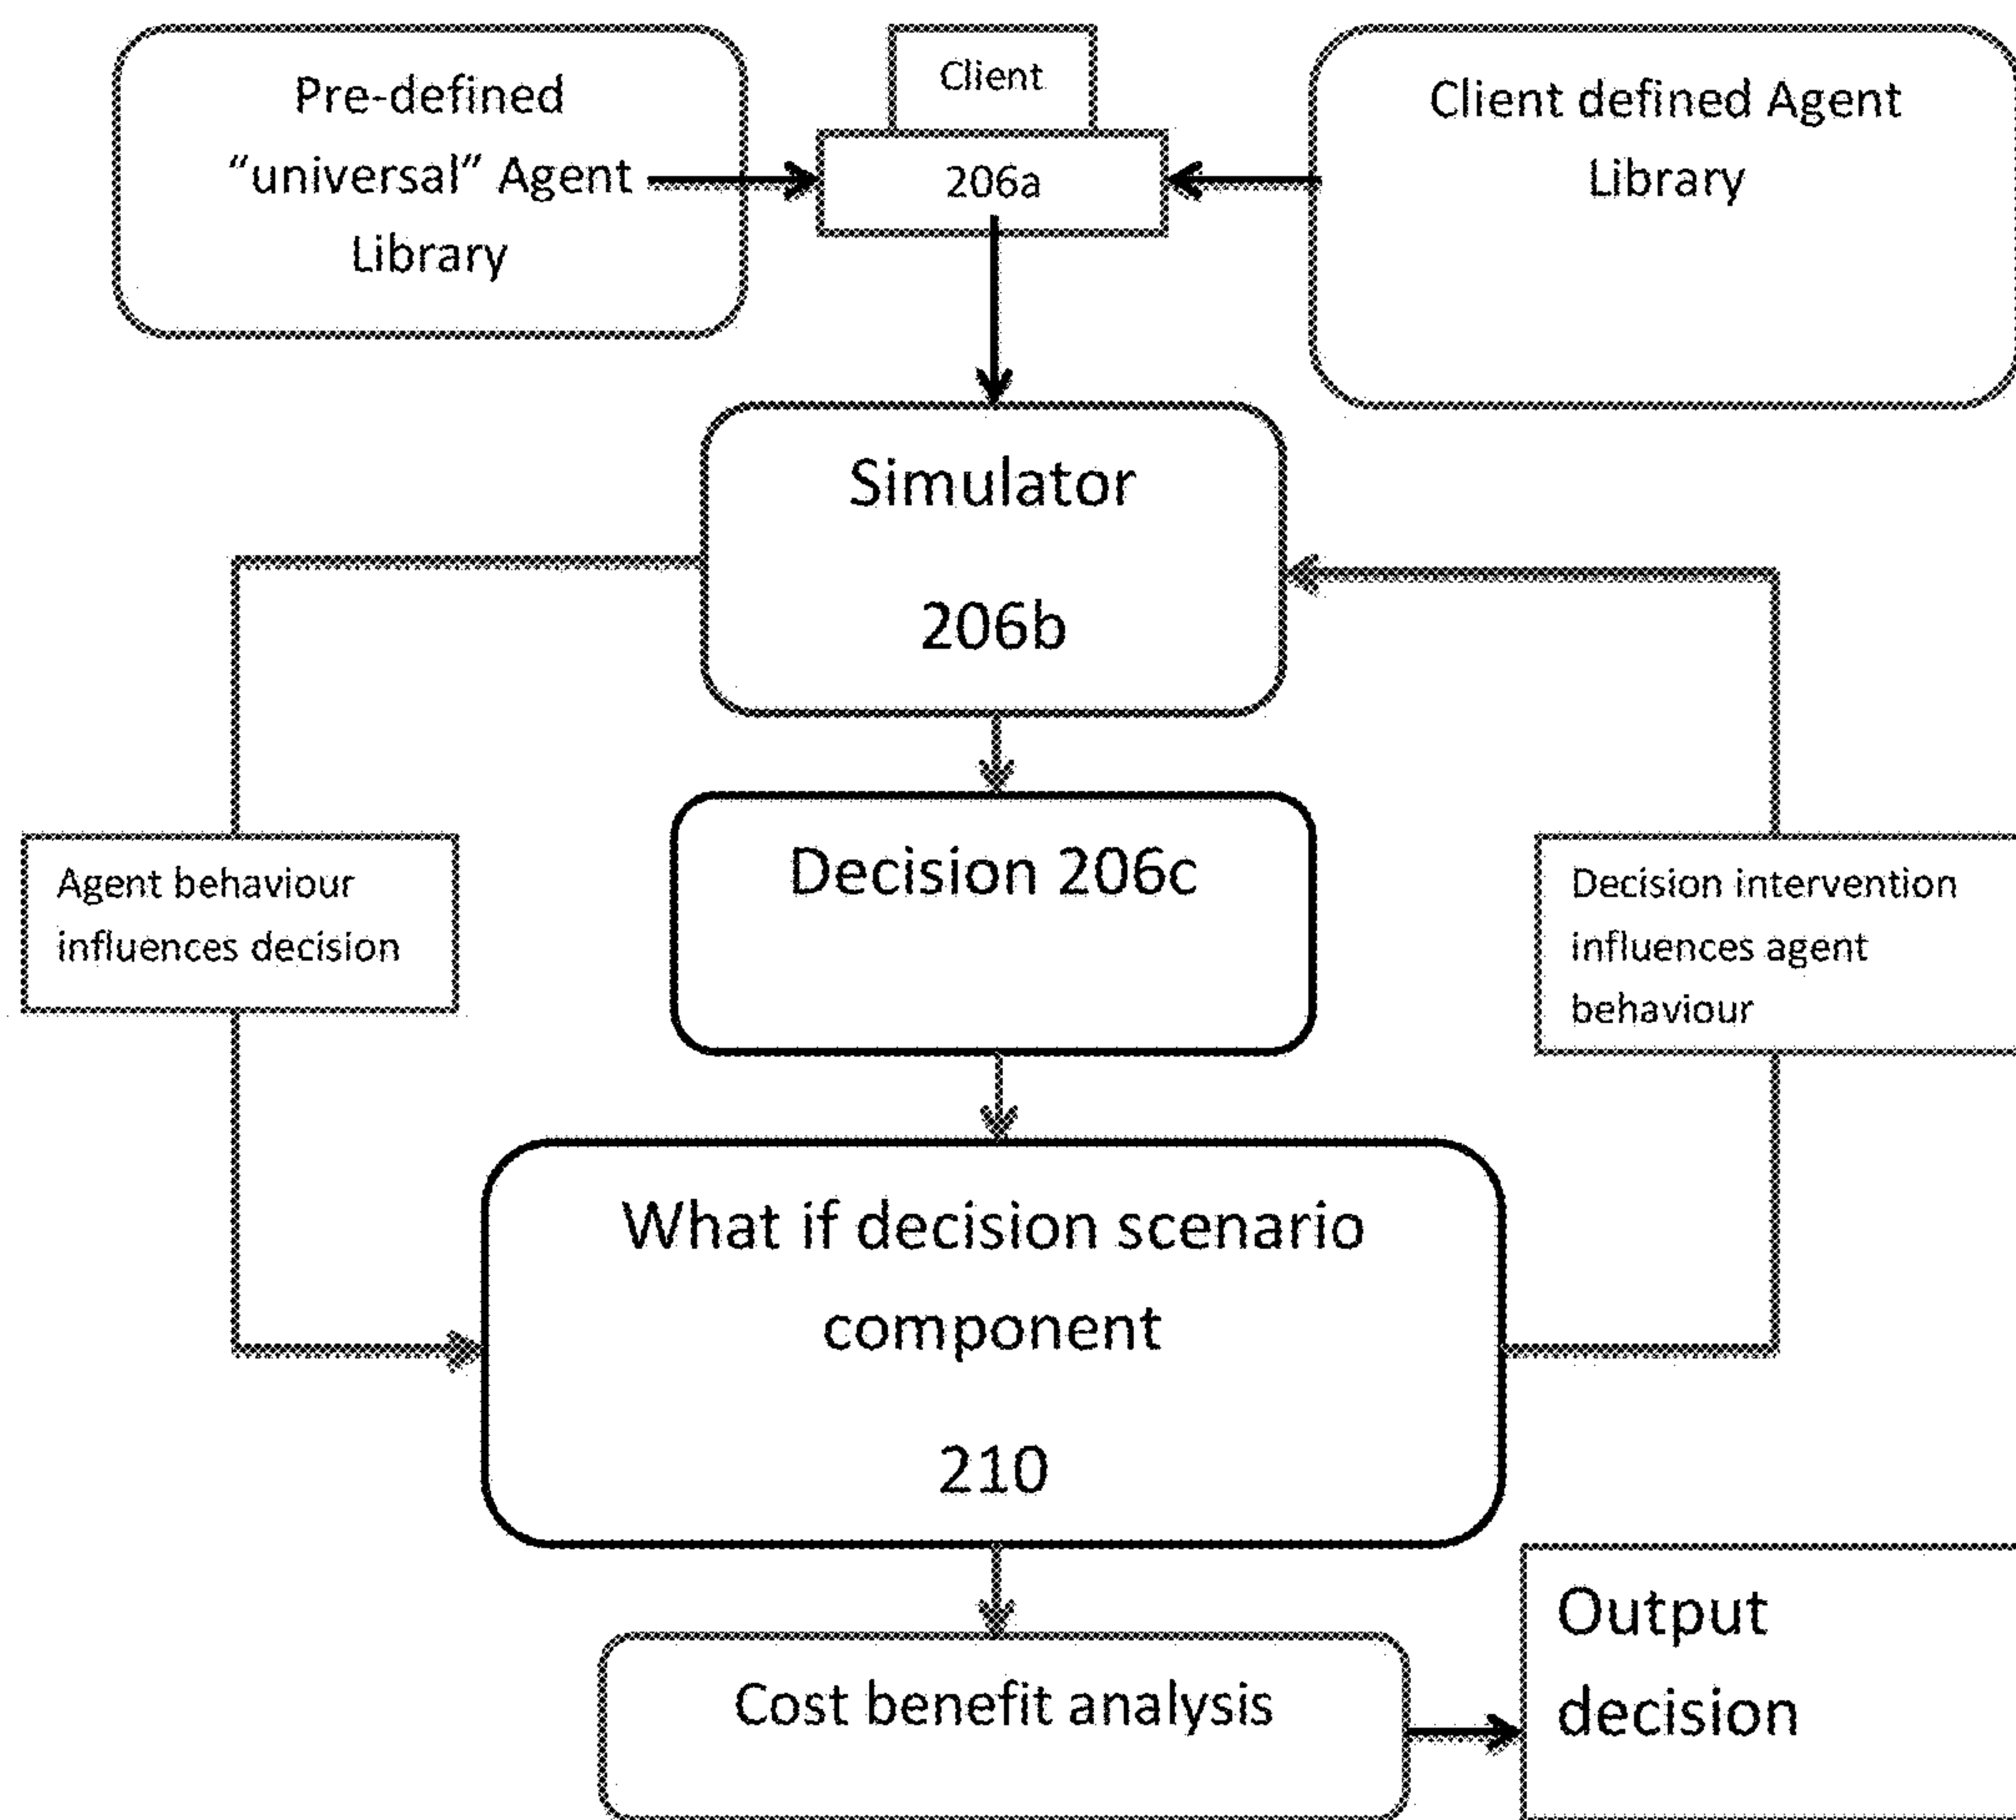 Pre-defined
“universal” Agent
Library
Client
206a
Client defined Agent
Library
Simulator
206b
Agent behaviour
influences decision
Decision 206c
Decision intervention
influences agent
behaviour
What if decision scenario
component
210
Cost benefit analysis
Output
decision